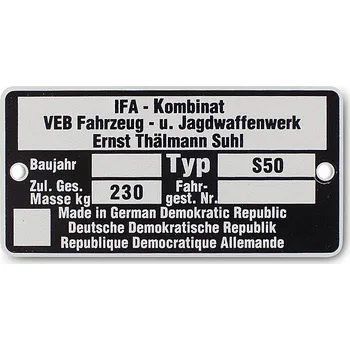 IFA - Kombinat
VEB Fahrzeug - u. Jagdwaffenwerk
Ernst Thälmann Suhl
Baujahr Typ S50
Zul. Ges. Masse kg 230 Fahr- gest. Nr.
Made in German Demokratic Republic
Deutsche Demokratische Republik
Republique Democratique Allemande